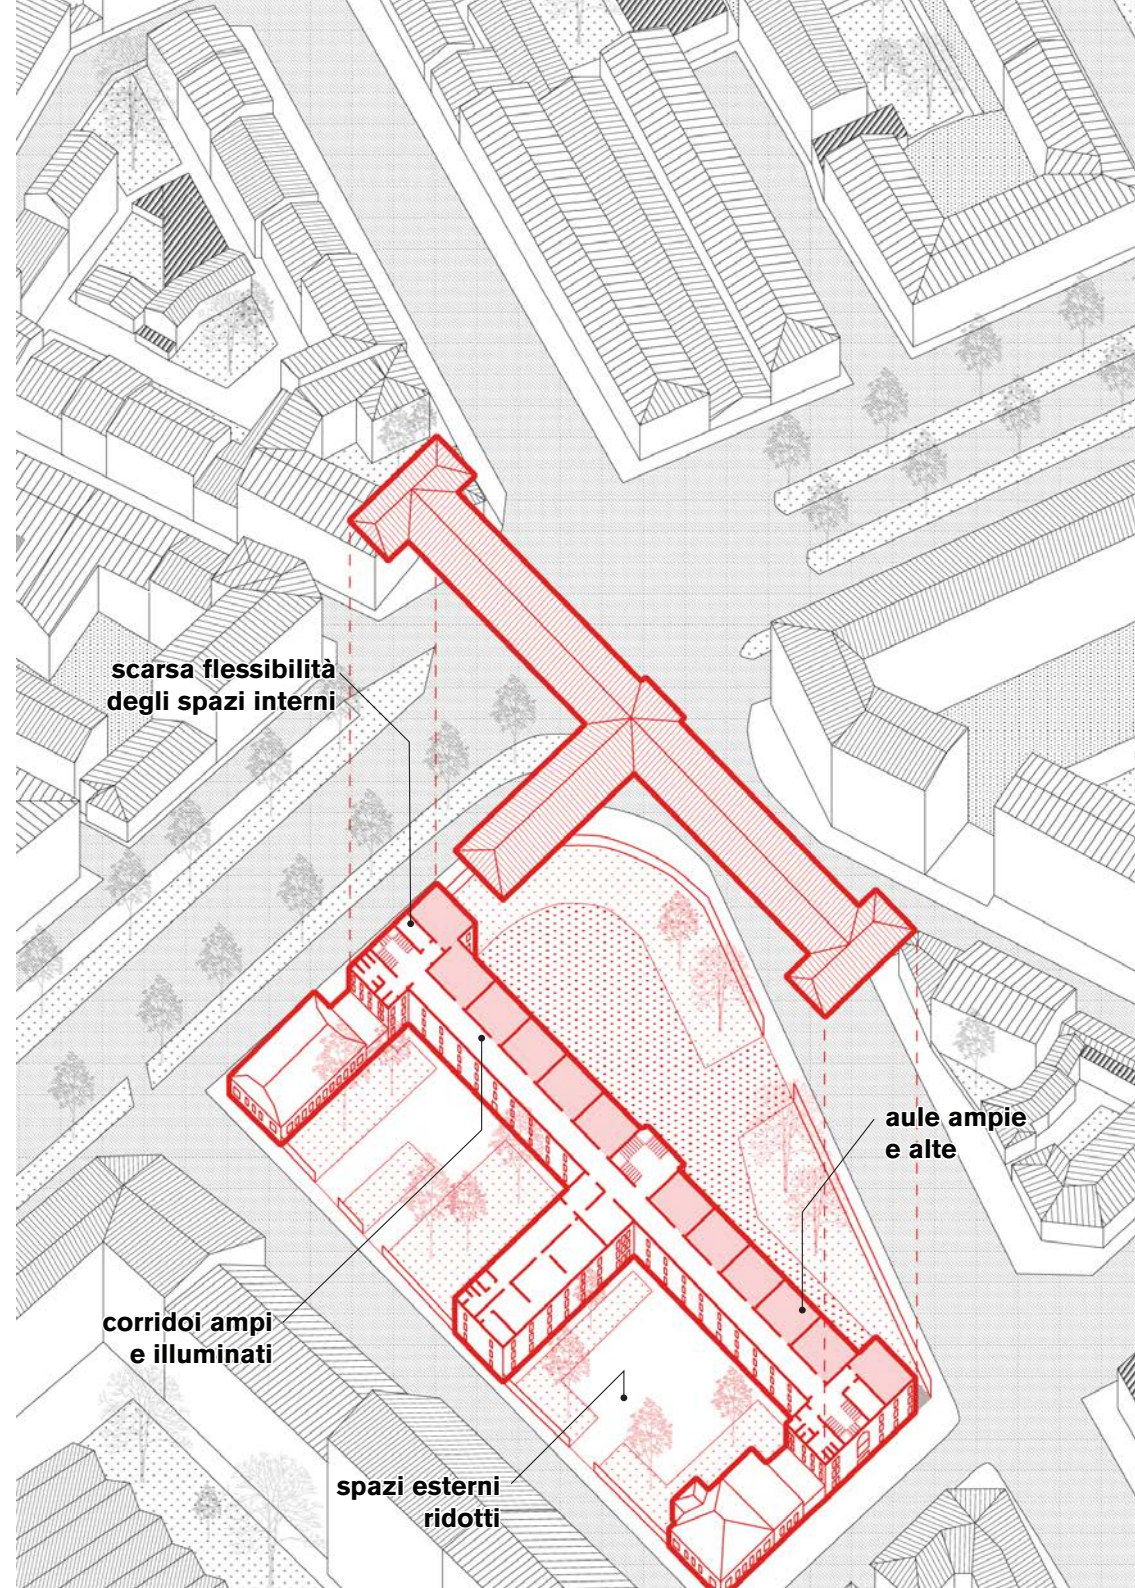 scarsa flessibilità
degli spazi interni
aule ampie
e alte
corridoi ampi
e illuminati
spazi esterni
ridotti